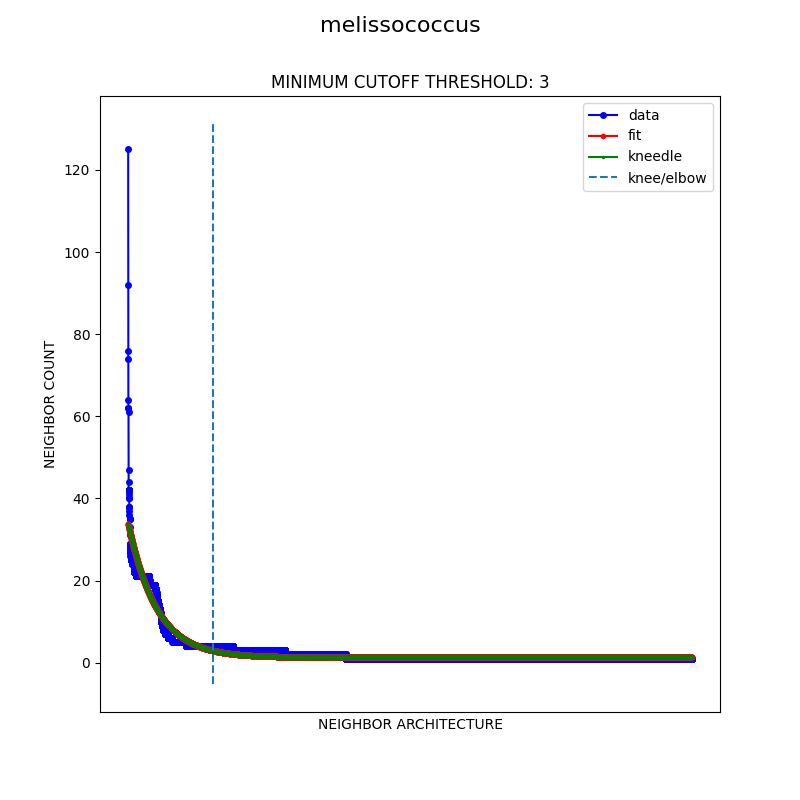 melissococcus
MINIMUM CUTOFF THRESHOLD: 3
data
fit
kneedle
knee/elbow
120
100
80
60
40
20
0
NEIGHBOR COUNT
NEIGHBOR ARCHITECTURE